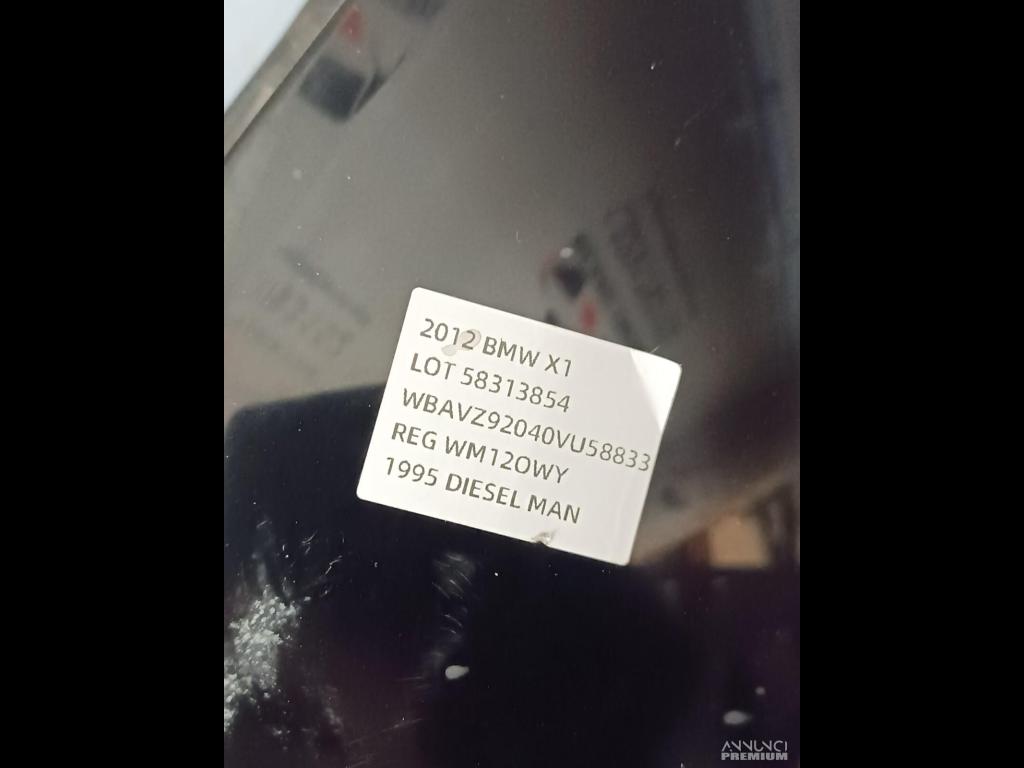 2012 BMW X1
LOT 58313854
WBAVZ92040VU58833
REG WM12OWY
1995 DIESEL MAN
ANNUNCI
PREMIUM